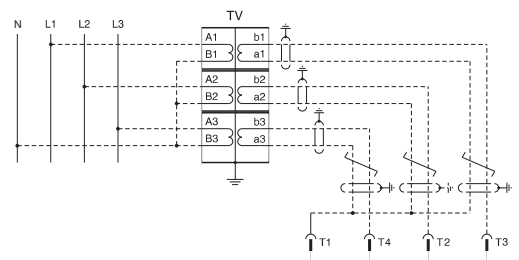 TV
N L1 L2 L3
A1 b1
B1 a1
A2 b2
B2 a2
A3 b3
B3 a3
T1 T4 T2 T3